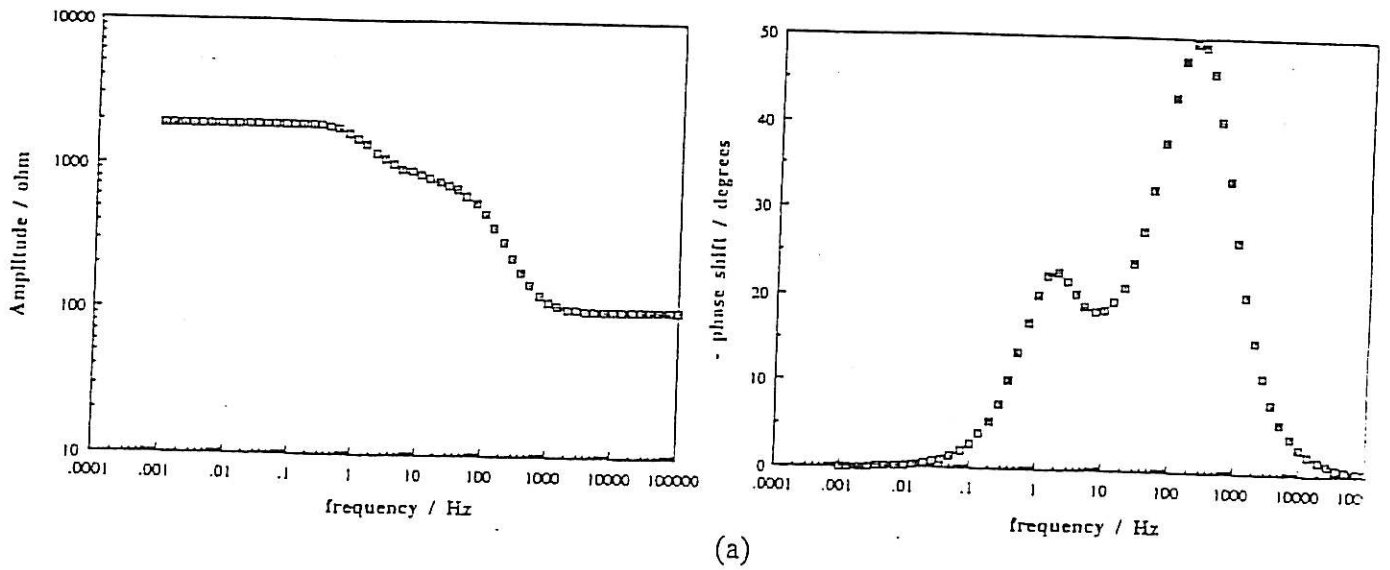 10000
1000
100
10
Amplitude / ohm
.0001 .001 .01 .1 1 10 100 1000 10000 100000
frequency / Hz
50
40
30
20
10
0
- phase shift / degrees
.0001 .001 .01 .1 1 10 100 1000 10000 100
frequency / Hz
(a)